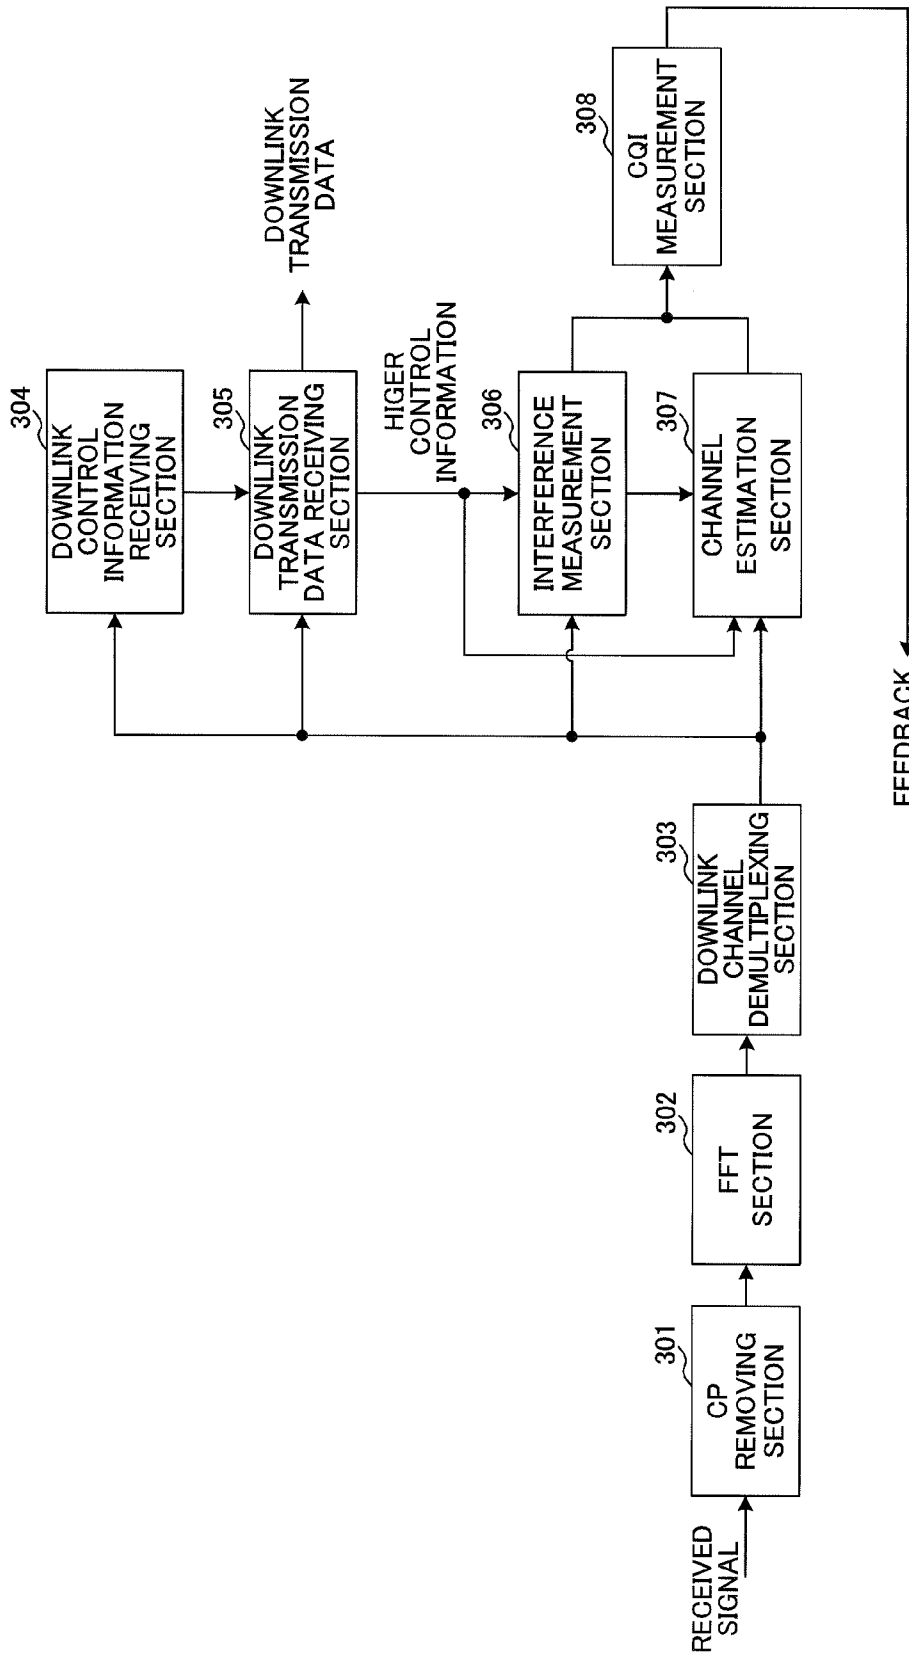 RECEIVED
SIGNAL
301
CP
REMOVING
SECTION
302
FFT
SECTION
303
DOWNLINK
CHANNEL
DEMULTIPLEXING
SECTION
304
DOWNLINK
CONTROL
INFORMATION
RECEIVING
SECTION
305
DOWNLINK
TRANSMISSION
DATA RECEIVING
SECTION
DOWNLINK
TRANSMISSION
DATA
HIGER
CONTROL
INFORMATION
306
INTERFERENCE
MEASUREMENT
SECTION
307
CHANNEL
ESTIMATION
SECTION
308
CQI
MEASUREMENT
SECTION
FEEDBACK